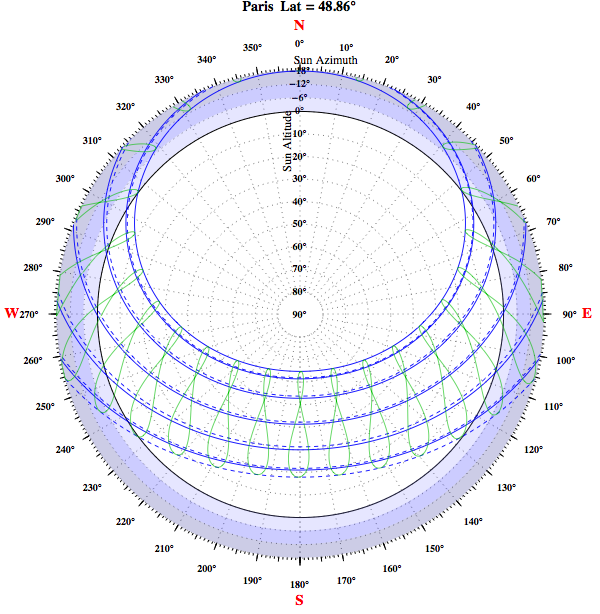 Paris Lat = 48.86°
N
0°
350° 10°
340° Sun Azimuth 20°
330° -18° 30°
-12°
320° -6° 40°
0°
310° 10° 50°
Sun Altitude
20°
300° 30° 60°
40°
290° 50° 70°
60°
280° 70° 80°
80°
W 270° 90° 90° E
260° 100°
250° 110°
240° 120°
230° 130°
220° 140°
210° 150°
200° 160°
190° 170°
180°
S